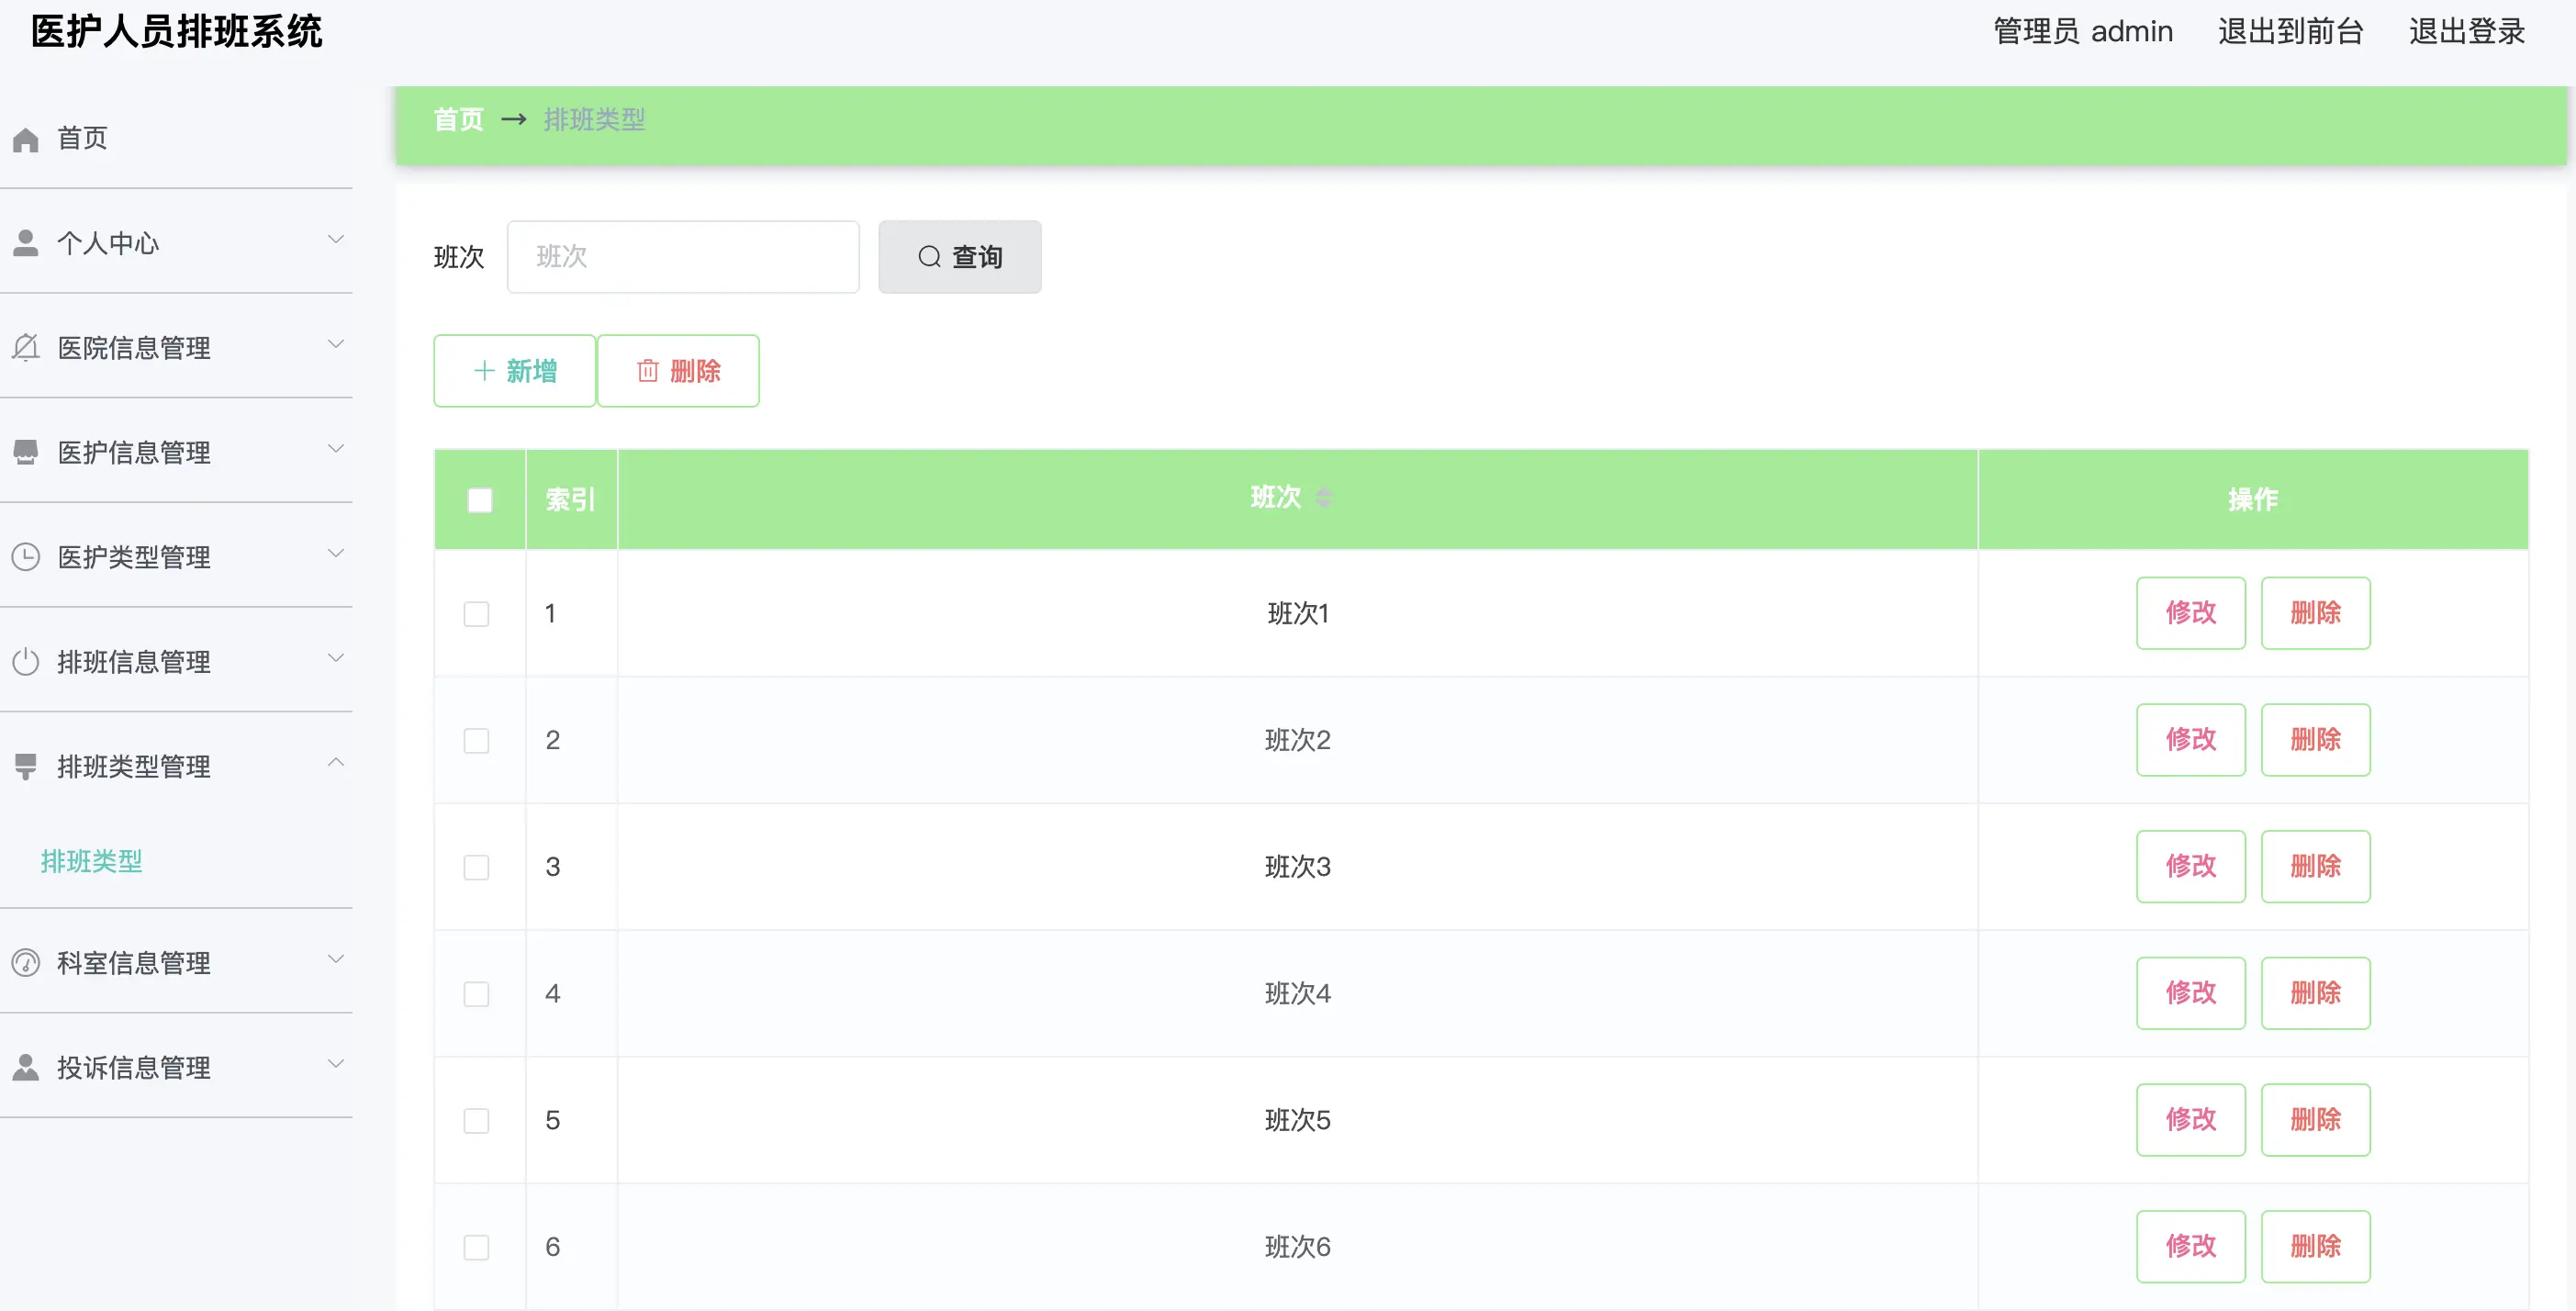 医护人员排班系统
管理员 admin 退出到前台 退出登录
首页
个人中心
医院信息管理
医护信息管理
医护类型管理
排班信息管理
排班类型管理
排班类型
科室信息管理
投诉信息管理
首页 → 排班类型
班次 班次 查询
新增 删除
索引 班次 操作
1 班次1 修改 删除
2 班次2 修改 删除
3 班次3 修改 删除
4 班次4 修改 删除
5 班次5 修改 删除
6 班次6 修改 删除